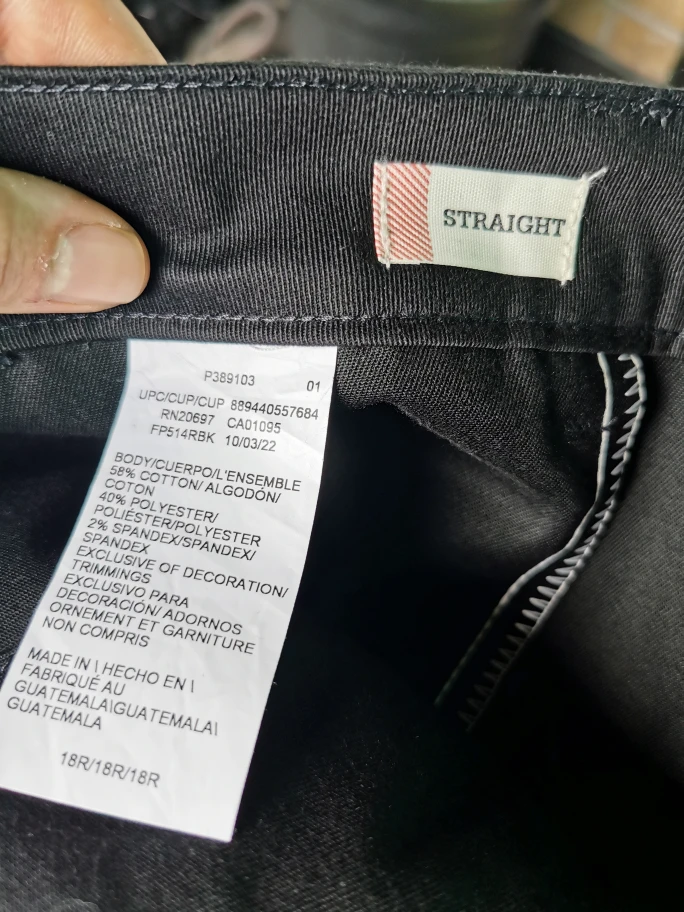 STRAIGHT
P389103 01
UPC/CUP/CUP 889440557684
RN20697 CA01095
FP514RBK 10/03/22
BODY/CUERPO/L'ENSEMBLE
58% COTTON/ ALGODÓN/
COTON
40% POLYESTER/
POLIÉSTER/POLYESTER
2% SPANDEX/SPANDEX/
SPANDEX
EXCLUSIVE OF DECORATION/
TRIMMINGS
EXCLUSIVO PARA
DECORACIÓN/ ADORNOS
ORNEMENT ET GARNITURE
NON COMPRIS
MADE IN \ HECHO EN \
FABRIQUÉ AU
GUATEMALA\GUATEMALA\
GUATEMALA
18R/18R/18R